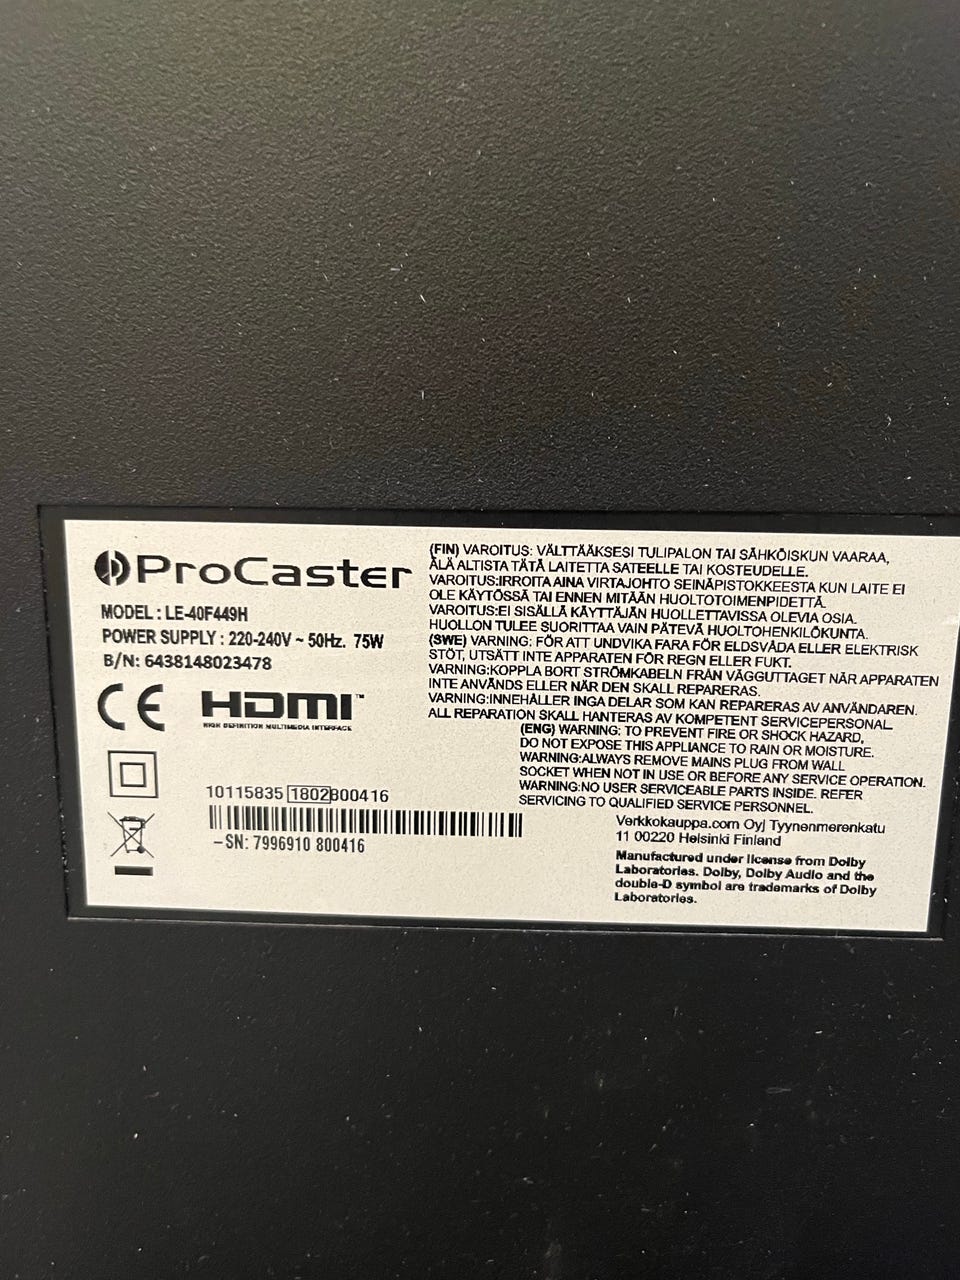 ProCaster
MODEL : LE-40F449H
POWER SUPPLY : 220-240V ~ 50Hz. 75W
B/N: 6438148023478
CE HDMI™
HIGH DEFINITION MULTIMEDIA INTERFACE
10115835 1802800416
–SN: 7996910 800416
(FIN) VAROITUS: VÄLTTÄÄKSESI TULIPALON TAI SÄHKÖISKUN VAARAA,
ÄLÄ ALTISTA TÄTÄ LAITETTA SATEELLE TAI KOSTEUDELLE.
VAROITUS:IRROITA AINA VIRTAJOHTO SEINÄPISTOKKEESTA KUN LAITE EI
OLE KÄYTÖSSÄ TAI ENNEN MITÄÄN HUOLTOTOIMENPIDETTÄ.
VAROITUS:EI SISÄLLÄ KÄYTTÄJÄN HUOLLETTAVISSA OLEVIA OSIA.
HUOLLON TULEE SUORITTAA VAIN PÄTEVÄ HUOLTOHENKILÖKUNTA.
(SWE) VARNING: FÖR ATT UNDVIKA FARA FÖR ELDSVÅDA ELLER ELEKTRISK
STÖT, UTSÄTT INTE APPARATEN FÖR REGN ELLER FUKT.
VARNING:KOPPLA BORT STRÖMKABELN FRÅN VÄGGUTTAGET NÄR APPARATEN
INTE ANVÄNDS ELLER NÄR DEN SKALL REPARERAS.
VARNING:INNEHÅLLER INGA DELAR SOM KAN REPARERAS AV ANVÄNDAREN.
ALL REPARATION SKALL HANTERAS AV KOMPETENT SERVICEPERSONAL
(ENG) WARNING: TO PREVENT FIRE OR SHOCK HAZARD,
DO NOT EXPOSE THIS APPLIANCE TO RAIN OR MOISTURE.
WARNING:ALWAYS REMOVE MAINS PLUG FROM WALL
SOCKET WHEN NOT IN USE OR BEFORE ANY SERVICE OPERATION.
WARNING:NO USER SERVICEABLE PARTS INSIDE. REFER
SERVICING TO QUALIFIED SERVICE PERSONNEL.
Verkkokauppa.com Oyj Tyynenmerenkatu
11 00220 Helsinki Finland
Manufactured under license from Dolby
Laboratories. Dolby, Dolby Audio and the
double-D symbol are trademarks of Dolby
Laboratories.